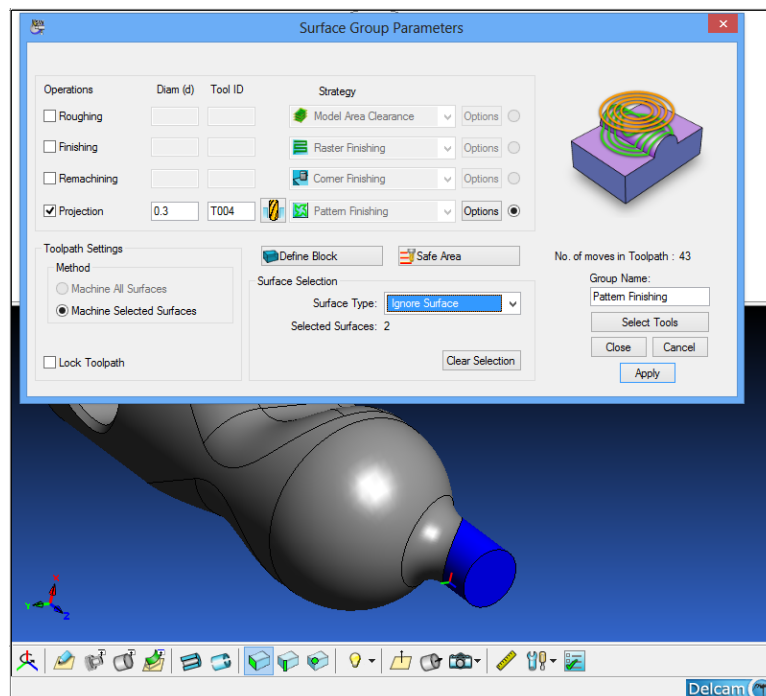 Surface Group Parameters
Operations Diam (d) Tool ID Strategy
Roughing Model Area Clearance Options
Finishing Raster Finishing Options
Remachining Corner Finishing Options
Projection 0.3 T004 Pattern Finishing Options
Toolpath Settings
Method
Machine All Surfaces
Machine Selected Surfaces
Lock Toolpath
Define Block
Safe Area
Surface Selection
Surface Type: Ignore Surface
Selected Surfaces: 2
Clear Selection
No. of moves in Toolpath : 43
Group Name:
Pattern Finishing
Select Tools
Close Cancel
Apply
X
Y
Z
Delcam